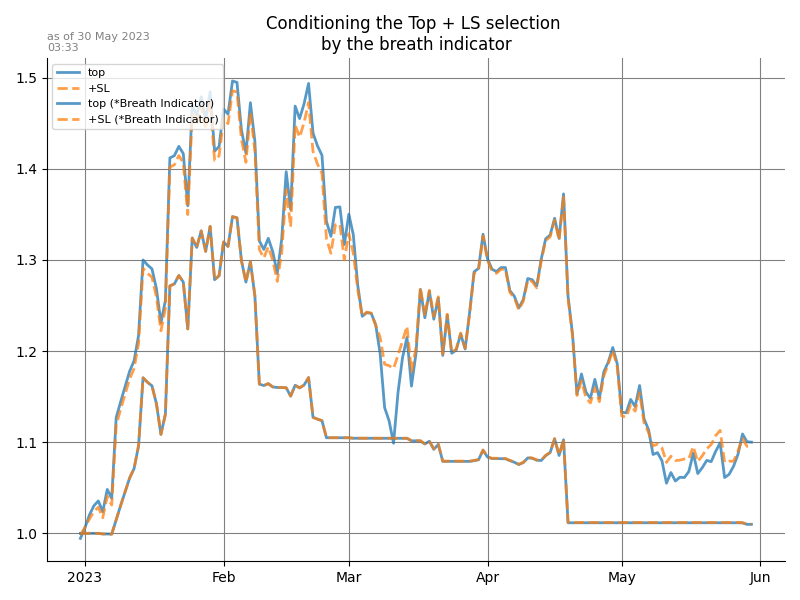 Conditioning the Top + LS selection
by the breath indicator
as of 30 May 2023
03:33
top
+SL
top (*Breath Indicator)
+SL (*Breath Indicator)
1.5
1.4
1.3
1.2
1.1
1.0
2023 Feb Mar Apr May Jun